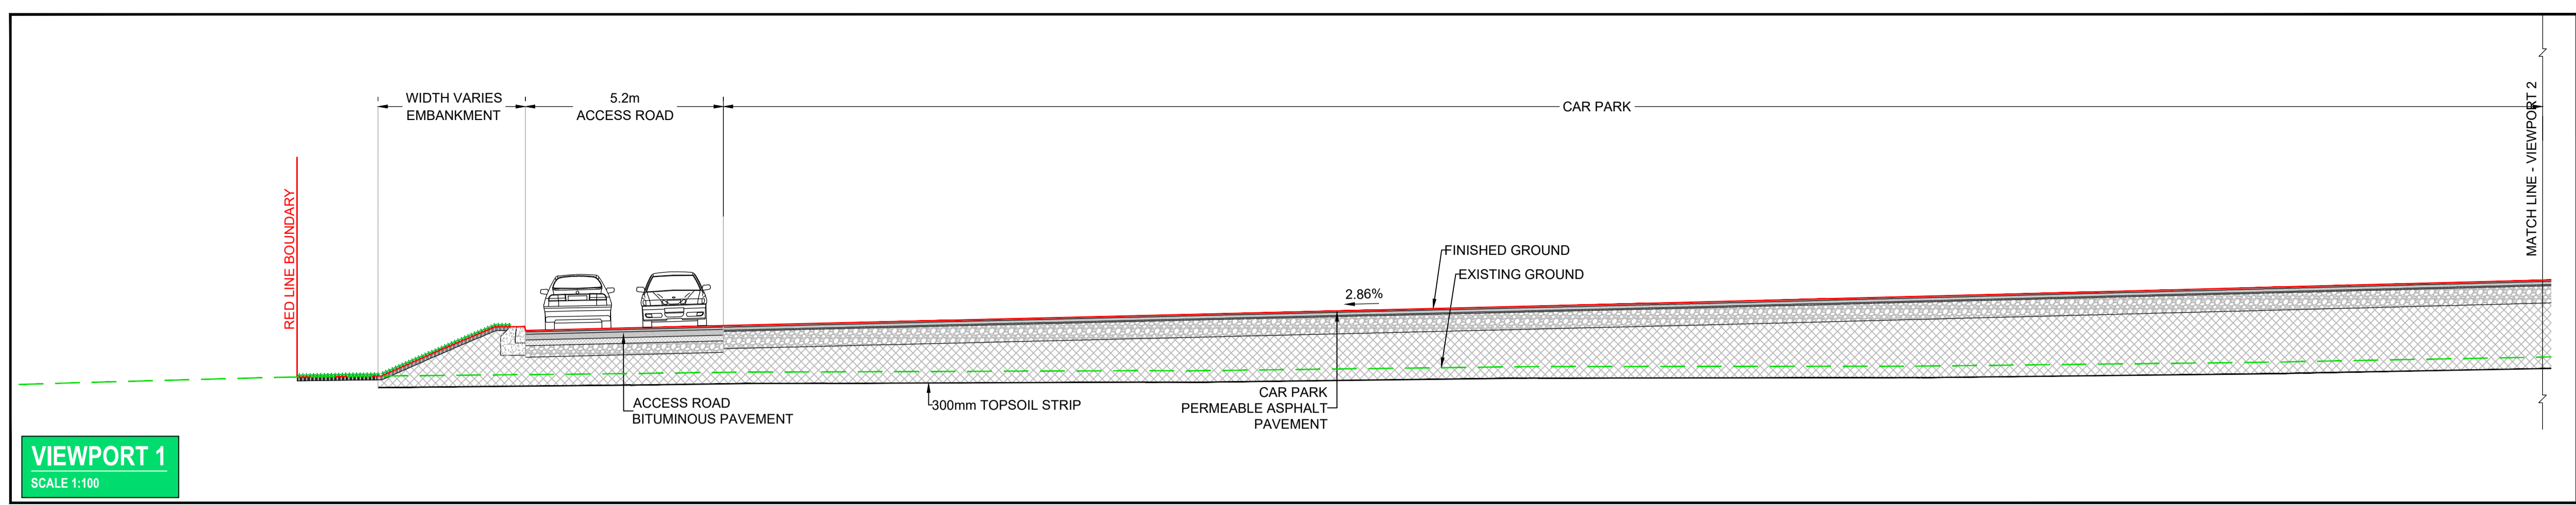 WIDTH VARIES
EMBANKMENT
5.2m
ACCESS ROAD
CAR PARK
MATCH LINE - VIEWPORT 2
RED LINE BOUNDARY
FINISHED GROUND
EXISTING GROUND
2.86%
ACCESS ROAD
BITUMINOUS PAVEMENT
300mm TOPSOIL STRIP
CAR PARK
PERMEABLE ASPHALT
PAVEMENT
VIEWPORT 1
SCALE 1:100